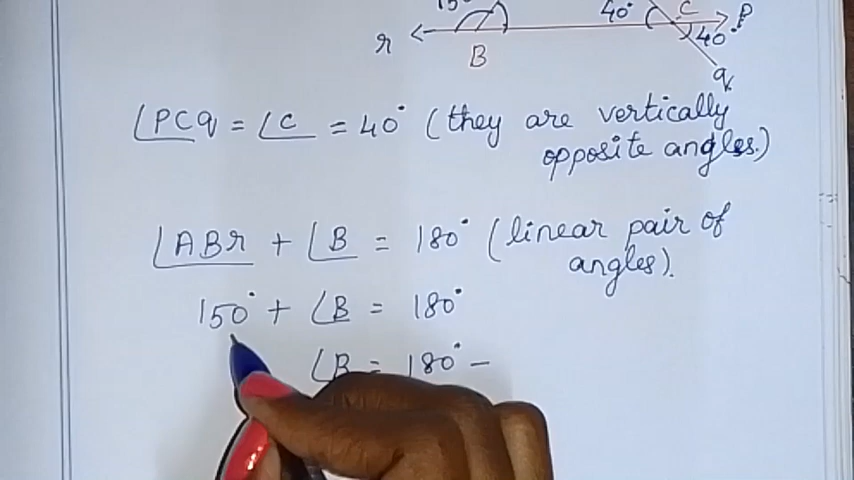 40° C P
r B 40°
q
∠PCq = ∠C = 40° (they are vertically
opposite angles.)
∠ABr + ∠B = 180° (linear pair of
angles).
150° + ∠B = 180°
∠B = 180° -